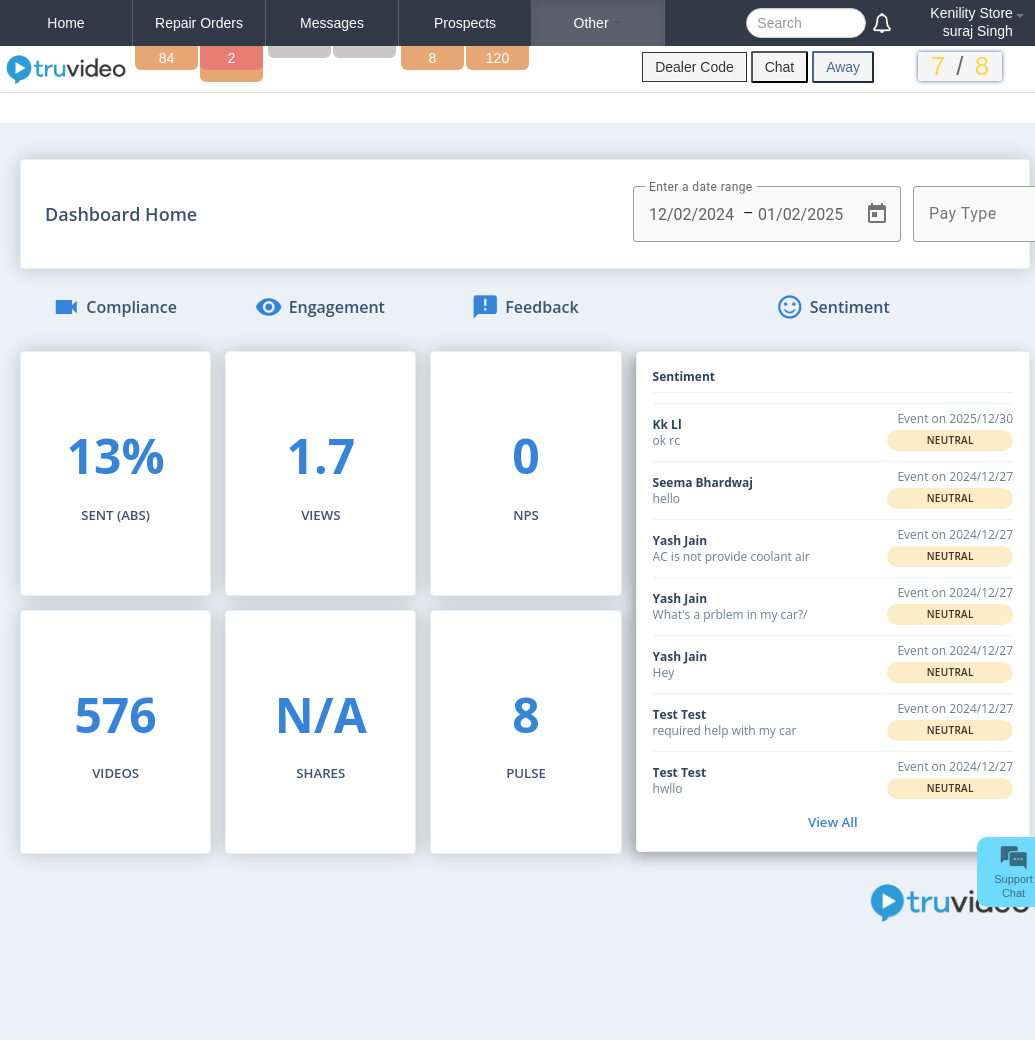 Home
Repair Orders
Messages
Prospects
Other
Search
Kenility Store
suraj Singh
truvideo
84
2
8
120
Dealer Code
Chat
Away
7 / 8
Dashboard Home
Enter a date range
12/02/2024 – 01/02/2025
Pay Type
Compliance
Engagement
Feedback
Sentiment
13%
SENT (ABS)
1.7
VIEWS
0
NPS
576
VIDEOS
N/A
SHARES
8
PULSE
Sentiment
Kk Ll
ok rc
Event on 2025/12/30
NEUTRAL
Seema Bhardwaj
hello
Event on 2024/12/27
NEUTRAL
Yash Jain
AC is not provide coolant air
Event on 2024/12/27
NEUTRAL
Yash Jain
What's a prblem in my car?/
Event on 2024/12/27
NEUTRAL
Yash Jain
Hey
Event on 2024/12/27
NEUTRAL
Test Test
required help with my car
Event on 2024/12/27
NEUTRAL
Test Test
hwllo
Event on 2024/12/27
NEUTRAL
View All
Support
Chat
truvideo